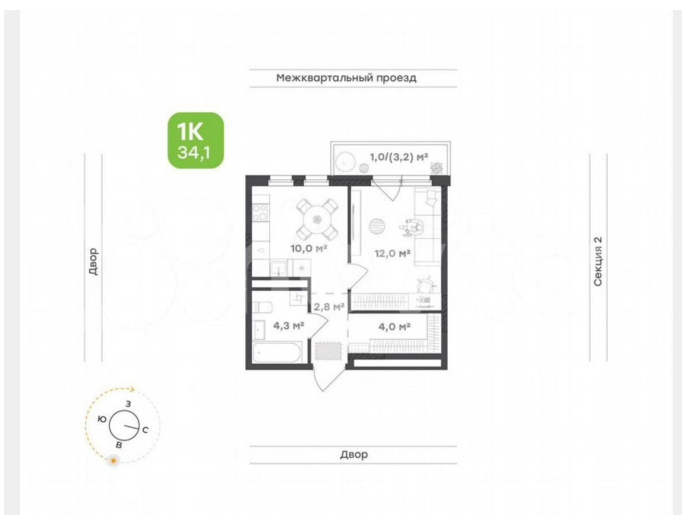 Межквартальный проезд
1К
34,1
1,0/(3,2) м²
10,0 м²
12,0 м²
Двор
Секция 2
2,8 м²
4,3 м²
4,0 м²
З
Ю
С
В
Двор